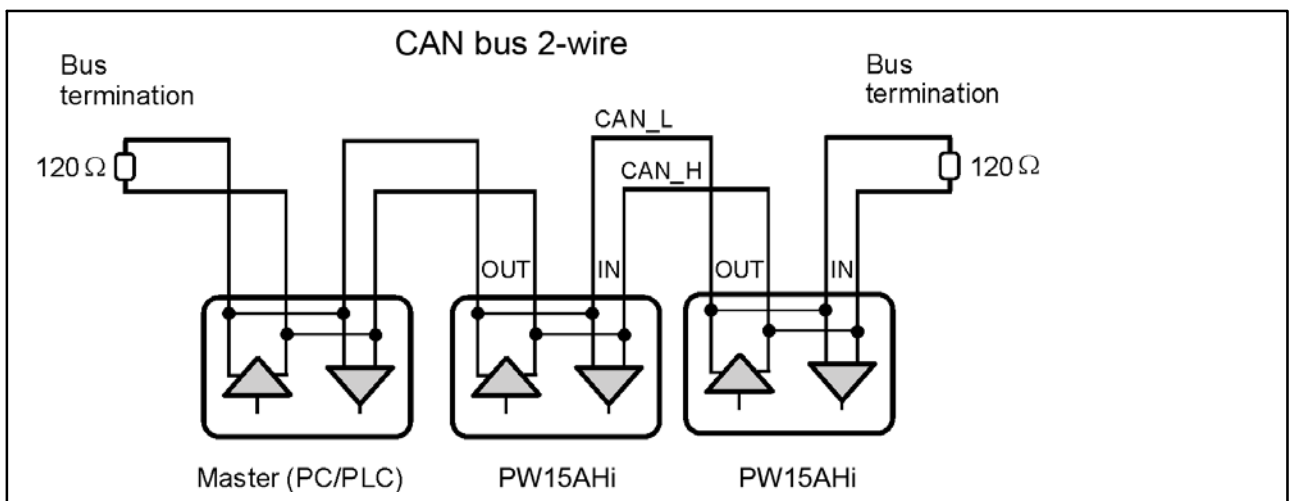 CAN bus 2-wire
Bus
termination
Bus
termination
CAN_L
120 Ω
CAN_H
120 Ω
OUT
IN
OUT
IN
Master (PC/PLC)
PW15AHi
PW15AHi